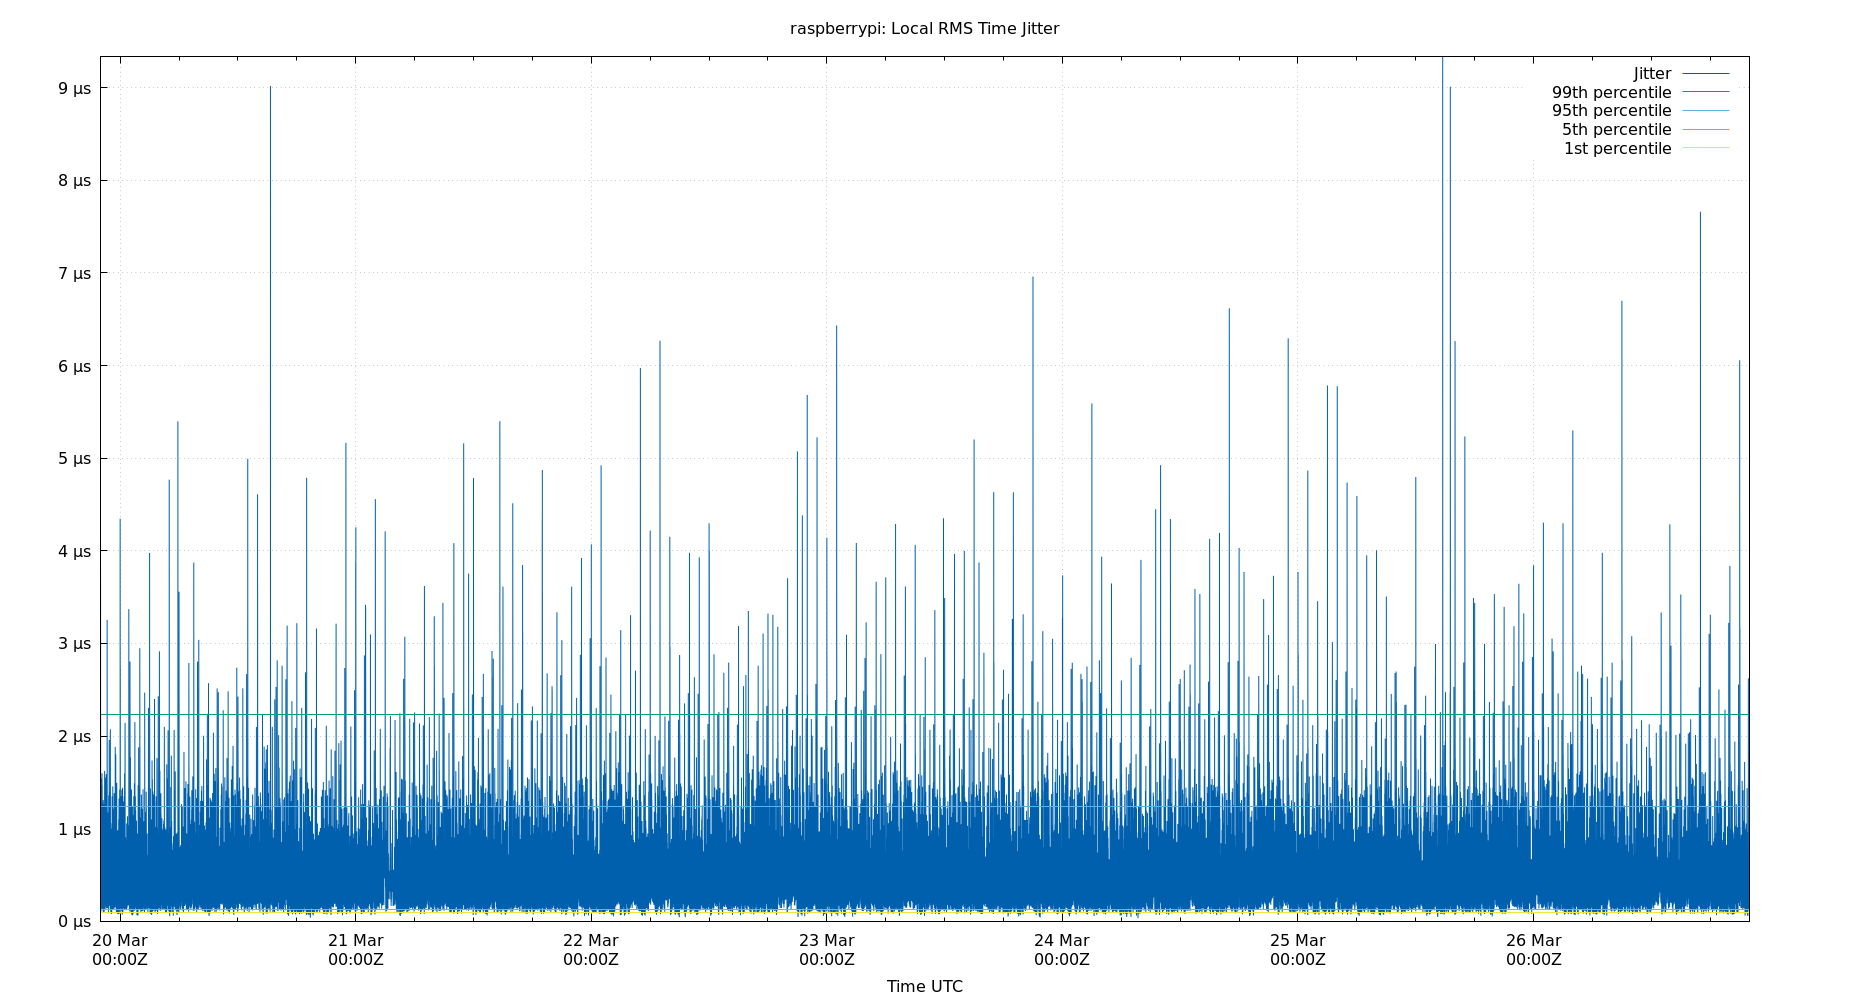 raspberrypi: Local RMS Time Jitter
Jitter
99th percentile
95th percentile
5th percentile
1st percentile
9 μs
8 μs
7 μs
6 μs
5 μs
4 μs
3 μs
2 μs
1 μs
0 μs
20 Mar 21 Mar 22 Mar 23 Mar 24 Mar 25 Mar 26 Mar
00:00Z 00:00Z 00:00Z 00:00Z 00:00Z 00:00Z 00:00Z
Time UTC